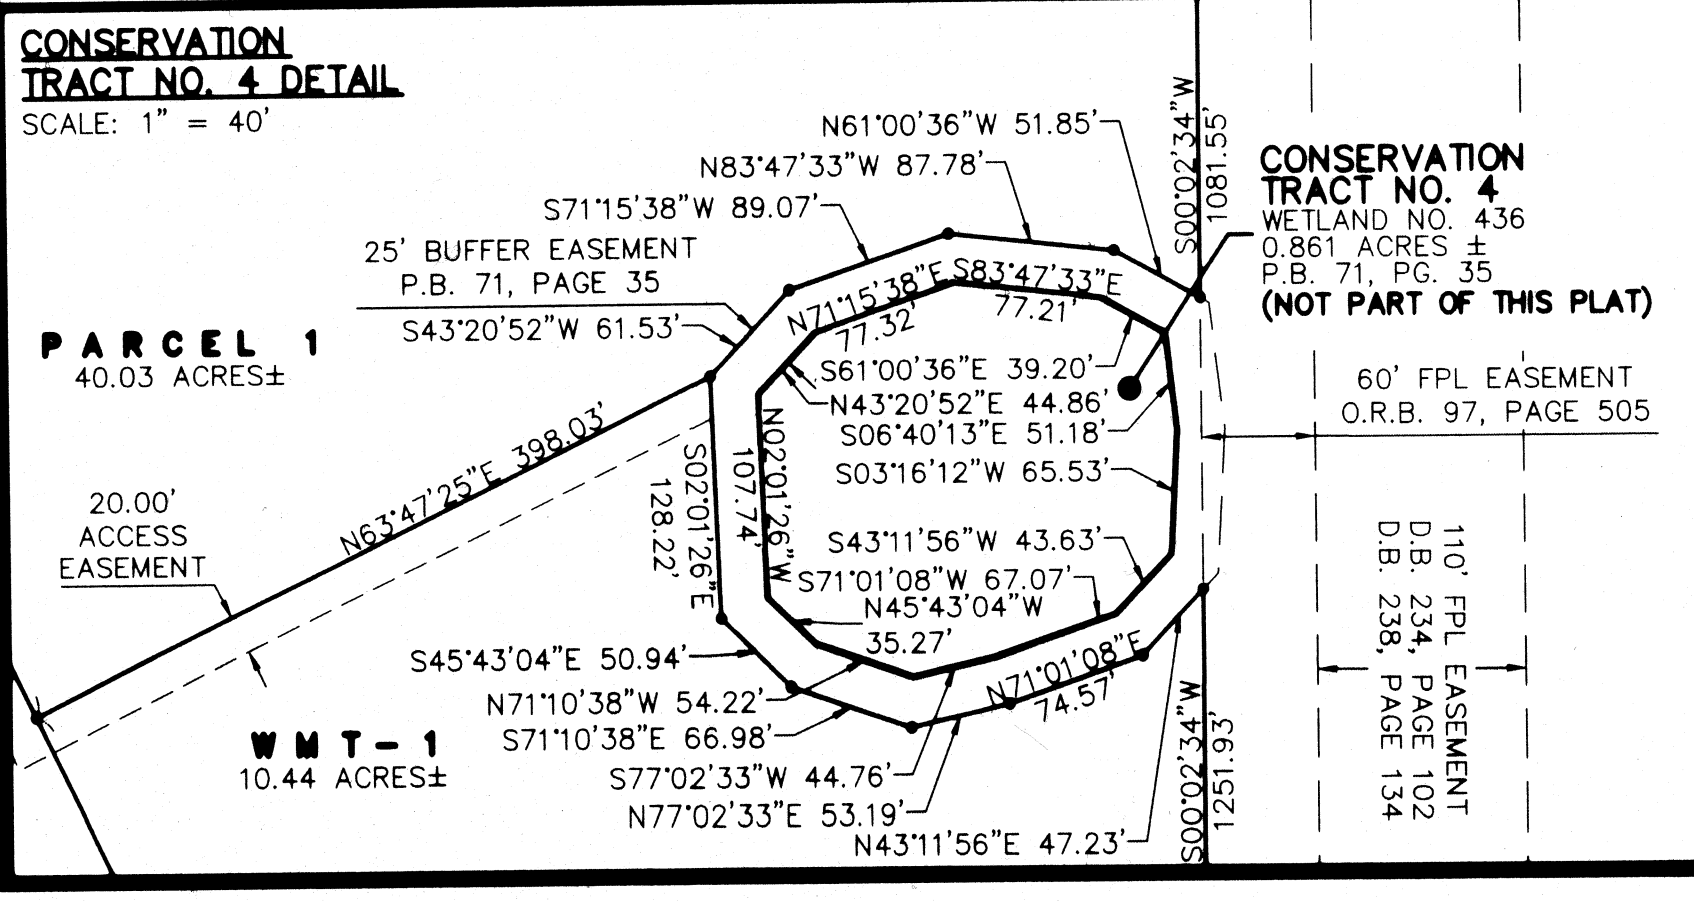 CONSERVATION
TRACT NO. 4 DETAIL
SCALE: 1" = 40'
N61°00'36"W 51.85'
N83°47'33"W 87.78'
S71°15'38"W 89.07'
25' BUFFER EASEMENT
P.B. 71, PAGE 35
S43°20'52"W 61.53'
S00°02'34"W
1081.55'
CONSERVATION
TRACT NO. 4
WETLAND NO. 436
0.861 ACRES ±
P.B. 71, PG. 35
(NOT PART OF THIS PLAT)
PARCEL 1
40.03 ACRES±
N71°15'38"E
77.32'
S83°47'33"E
77.21'
S61°00'36"E 39.20'
N43°20'52"E 44.86'
S06°40'13"E 51.18'
S03°16'12"W 65.53'
60' FPL EASEMENT
O.R.B. 97, PAGE 505
N63°47'25"E 398.03'
20.00'
ACCESS
EASEMENT
S02°01'26"E
128.22'
N02°01'26"W
107.74'
S43°11'56"W 43.63'
S71°01'08"W 67.07'
N45°43'04"W
35.27'
S45°43'04"E 50.94'
N71°10'38"W 54.22'
S71°10'38"E 66.98'
S77°02'33"W 44.76'
N77°02'33"E 53.19'
N43°11'56"E 47.23'
N71°01'08"E
74.57'
S00°02'34"W
1251.93'
110' FPL EASEMENT
D.B. 234, PAGE 102
D.B. 238, PAGE 134
WMT-1
10.44 ACRES±